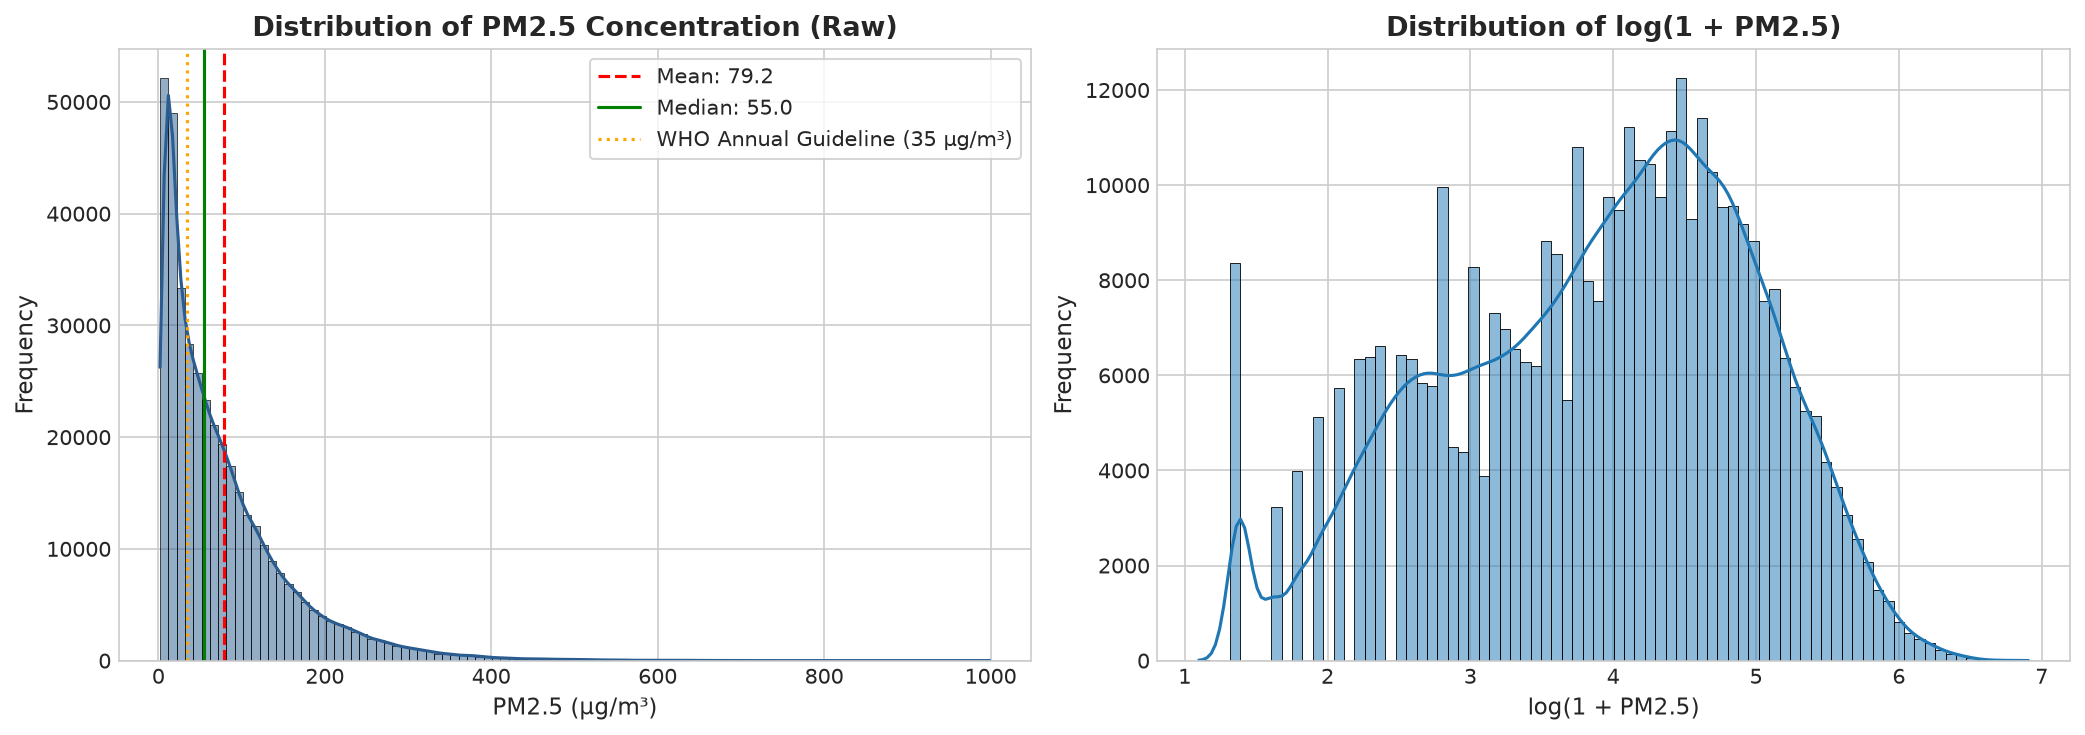 Distribution of PM2.5 Concentration (Raw)
Mean: 79.2
Median: 55.0
WHO Annual Guideline (35 µg/m³)
50000
40000
30000
20000
10000
0
Frequency
0 200 400 600 800 1000
PM2.5 (µg/m³)
Distribution of log(1 + PM2.5)
12000
10000
8000
6000
4000
2000
0
Frequency
1 2 3 4 5 6 7
log(1 + PM2.5)